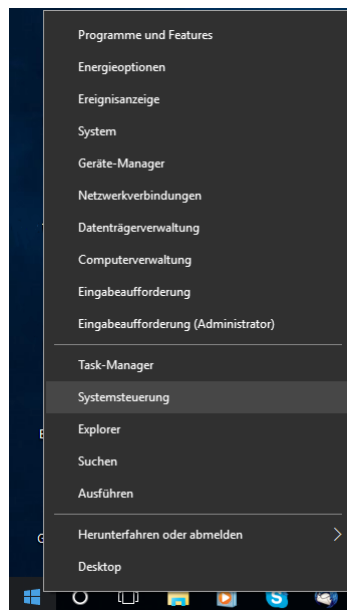 Programme und Features
Energieoptionen
Ereignisanzeige
System
Geräte-Manager
Netzwerkverbindungen
Datenträgerverwaltung
Computerverwaltung
Eingabeaufforderung
Eingabeaufforderung (Administrator)
Task-Manager
Systemsteuerung
Explorer
Suchen
Ausführen
Herunterfahren oder abmelden
Desktop